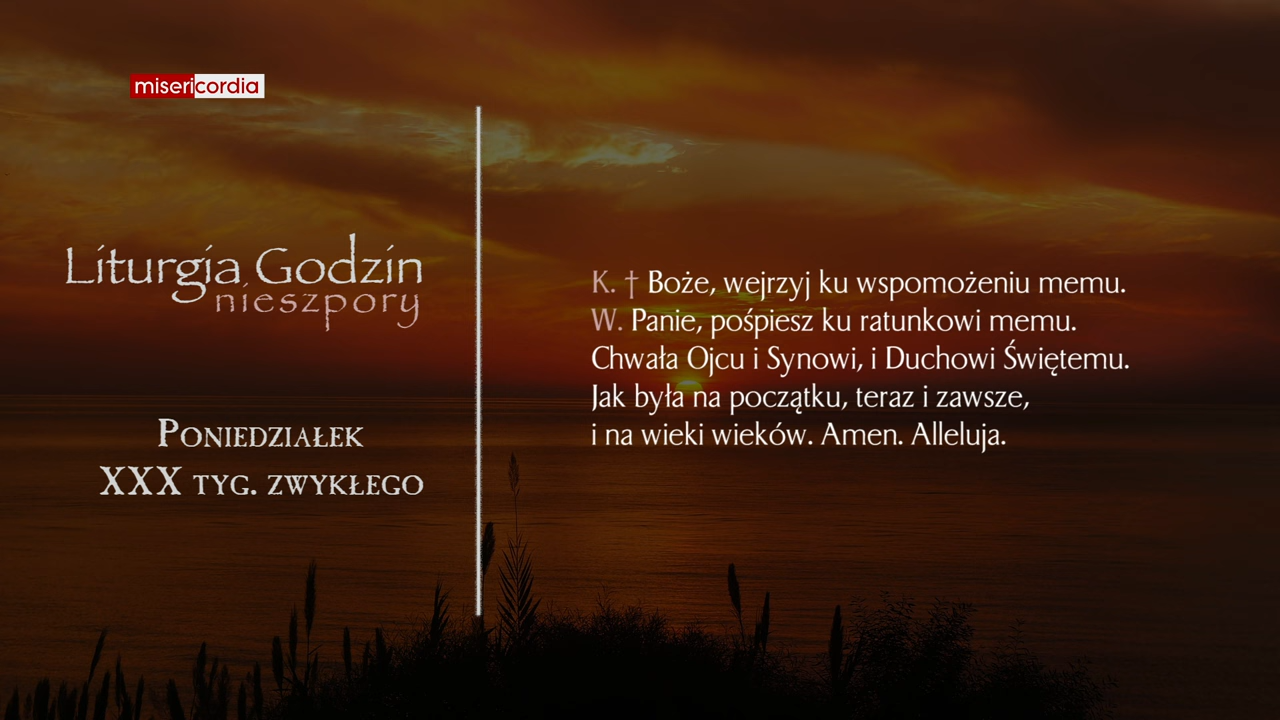 misericordia
Liturgia Godzin
nieszpory
Poniedziałek
XXX tyg. zwykłego
K. † Boże, wejrzyj ku wspomożeniu memu.
W. Panie, pośpiesz ku ratunkowi memu.
Chwała Ojcu i Synowi, i Duchowi Świętemu.
Jak była na początku, teraz i zawsze,
i na wieki wieków. Amen. Alleluja.